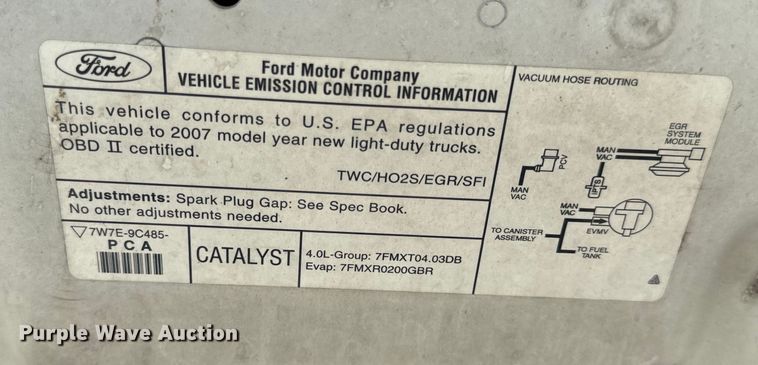 Ford
Ford Motor Company
VEHICLE EMISSION CONTROL INFORMATION
This vehicle conforms to U.S. EPA regulations
applicable to 2007 model year new light-duty trucks.
OBD II certified.
TWC/HO2S/EGR/SFI
Adjustments: Spark Plug Gap: See Spec Book.
No other adjustments needed.
7W7E-9C485-
PCA
CATALYST
4.0L-Group: 7FMXT04.03DB
Evap: 7FMXR0200GBR
VACUUM HOSE ROUTING
EGR
SYSTEM
MODULE
MAN
VAC
PCV
MAN
VAC
MAN
VAC
EVMV
TO CANISTER
ASSEMBLY
TO FUEL
TANK
Purple Wave Auction